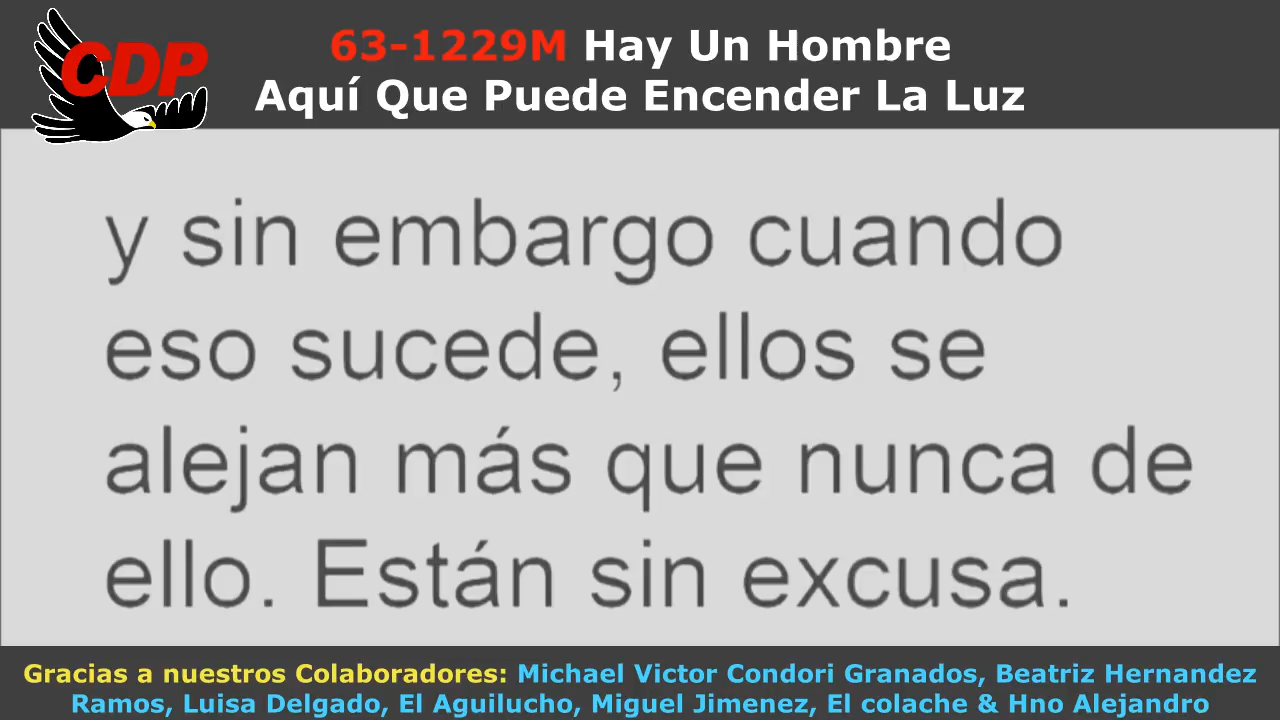 CDP
63-1229M Hay Un Hombre
Aquí Que Puede Encender La Luz
y sin embargo cuando
eso sucede, ellos se
alejan más que nunca de
ello. Están sin excusa.
Gracias a nuestros Colaboradores: Michael Victor Condori Granados, Beatriz Hernandez
Ramos, Luisa Delgado, El Aguilucho, Miguel Jimenez, El colache & Hno Alejandro